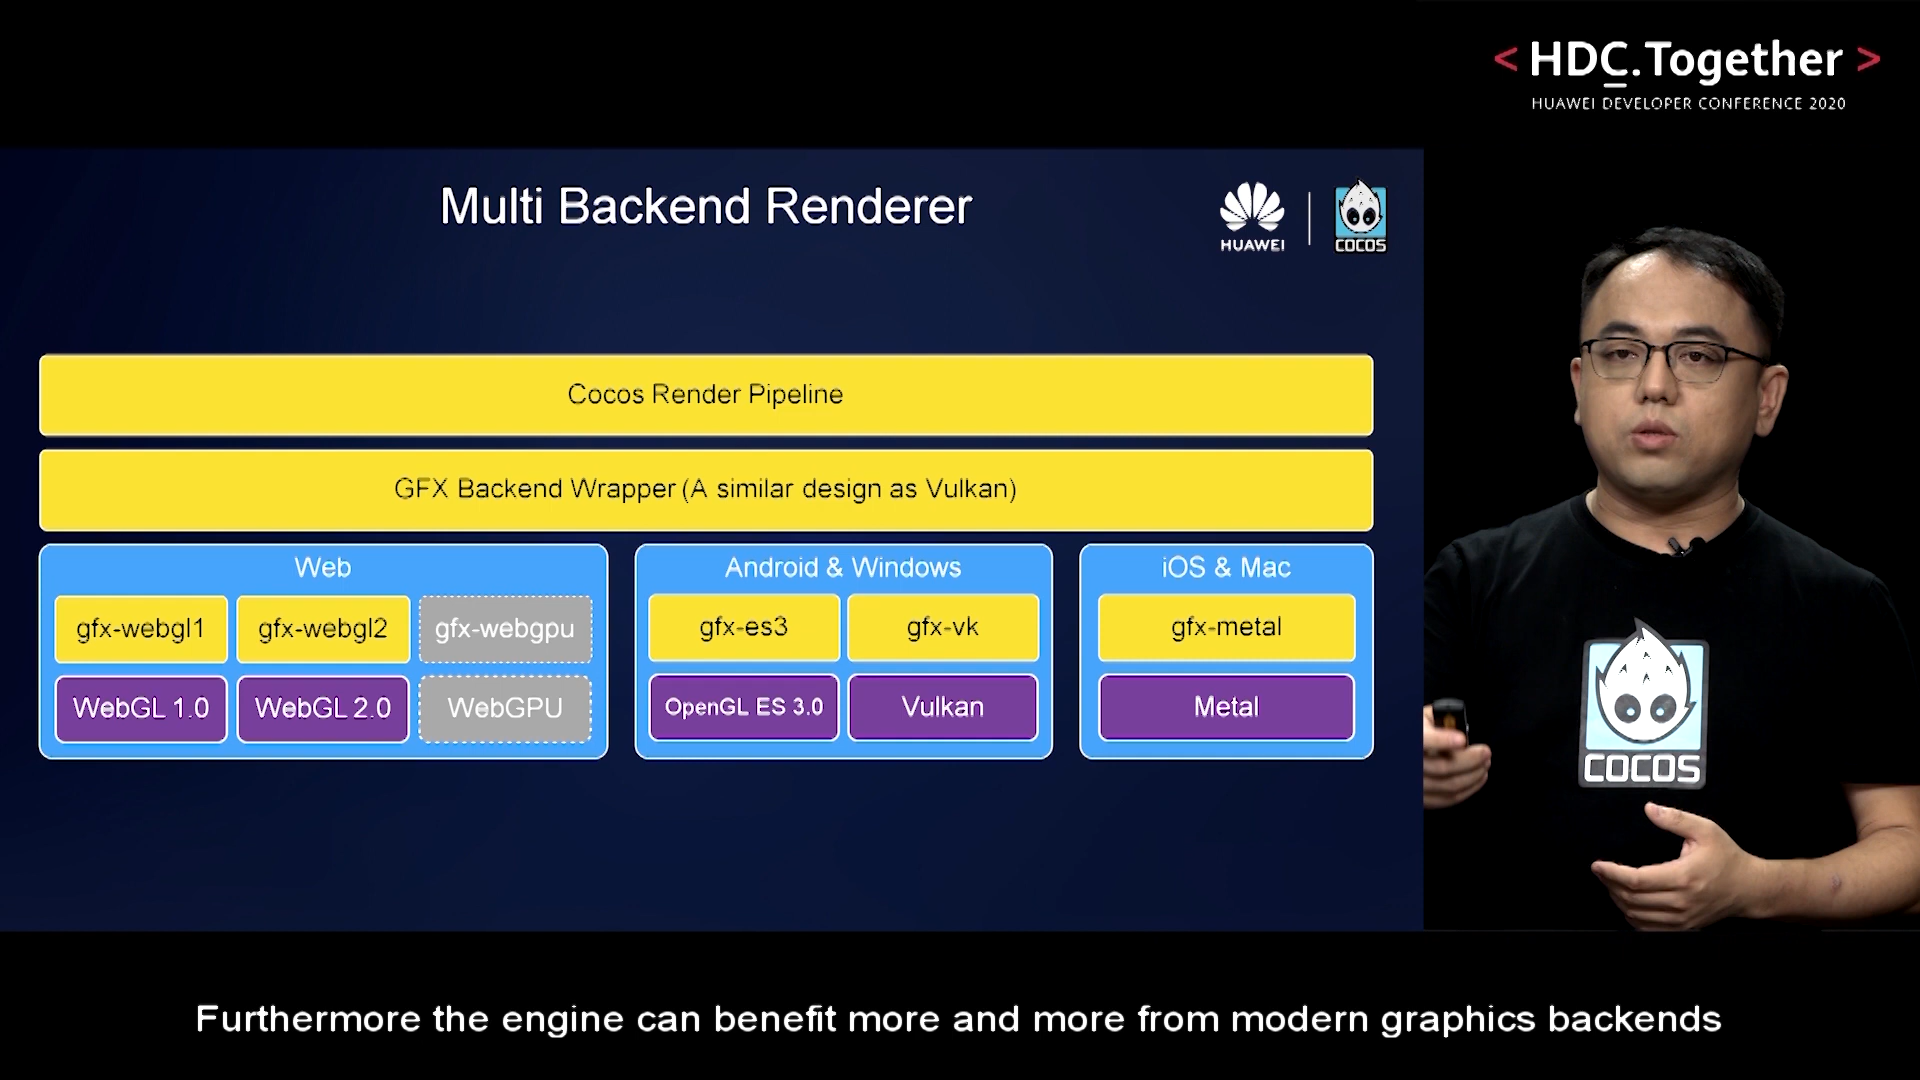 < HDC.Together >
HUAWEI DEVELOPER CONFERENCE 2020
Multi Backend Renderer
HUAWEI
COCOS
Cocos Render Pipeline
GFX Backend Wrapper (A similar design as Vulkan)
Web
gfx-webgl1
gfx-webgl2
gfx-webgpu
WebGL 1.0
WebGL 2.0
WebGPU
Android & Windows
gfx-es3
gfx-vk
OpenGL ES 3.0
Vulkan
iOS & Mac
gfx-metal
Metal
COCOS
Furthermore the engine can benefit more and more from modern graphics backends